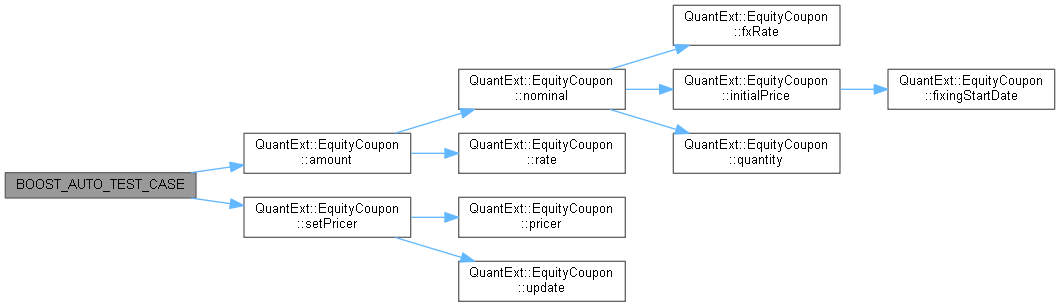 BOOST_AUTO_TEST_CASE
QuantExt::EquityCoupon
::amount
QuantExt::EquityCoupon
::setPricer
QuantExt::EquityCoupon
::nominal
QuantExt::EquityCoupon
::rate
QuantExt::EquityCoupon
::pricer
QuantExt::EquityCoupon
::update
QuantExt::EquityCoupon
::fxRate
QuantExt::EquityCoupon
::initialPrice
QuantExt::EquityCoupon
::quantity
QuantExt::EquityCoupon
::fixingStartDate